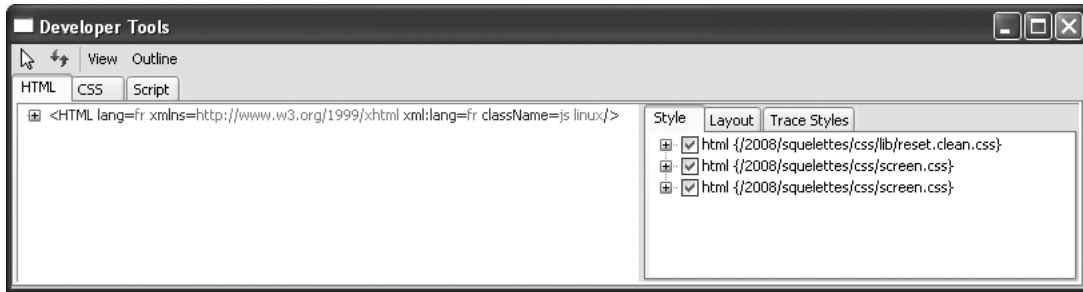 Developer Tools
View Outline
HTML CSS Script
<HTML lang=fr xmlns=http://www.w3.org/1999/xhtml xml:lang=fr className=js linux/>
Style Layout Trace Styles
html {/2008/squelettes/css/lib/reset.clean.css}
html {/2008/squelettes/css/screen.css}
html {/2008/squelettes/css/screen.css}